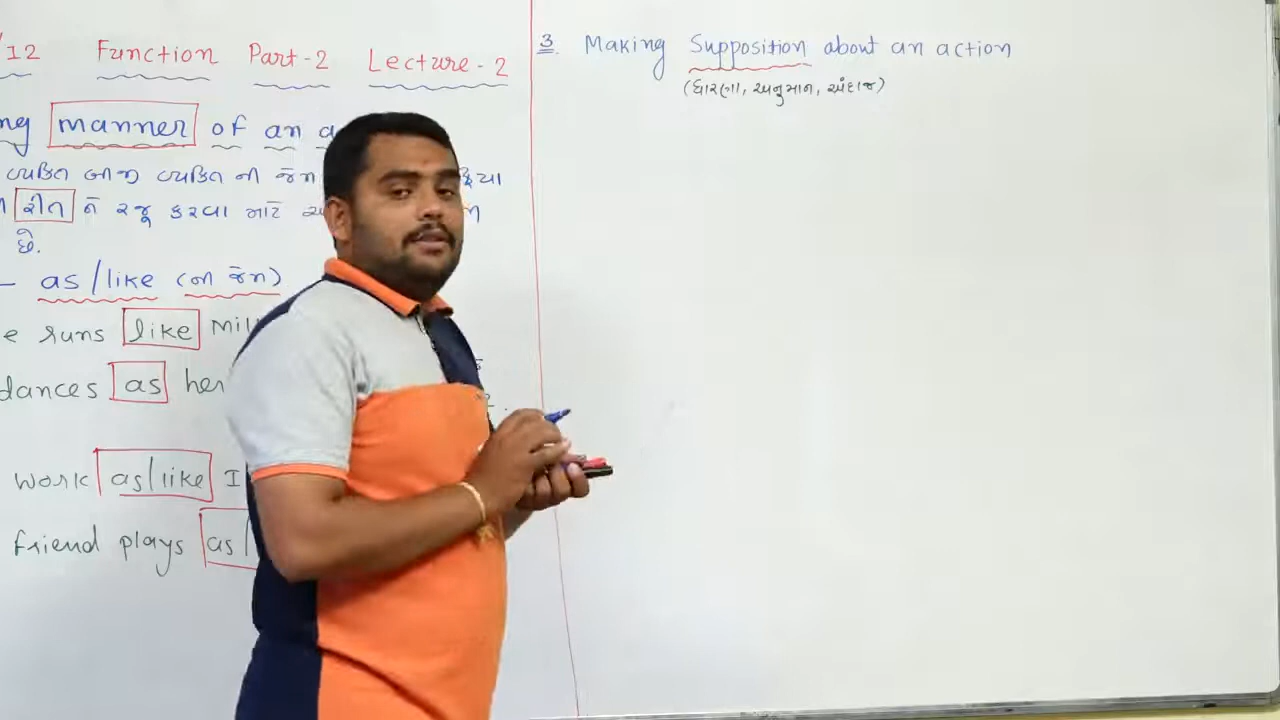 /12 Function Part-2 Lecture-2
ng manner of an a
વ્યકિત બીજી વ્યકિત ની જેમ ક્રિયા
રીત ને રજૂ કરવા માટે
છે.
– as/like (ની જેમ)
e runs like Mil
dances as her
work as/like I
friend plays as/
3. Making Supposition about an action
(ધારણા, અનુમાન, અંદાજ)